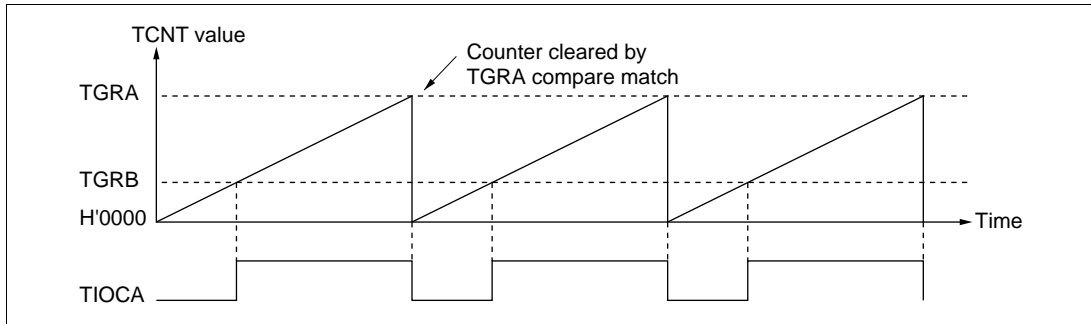 TCNT value
Counter cleared by
TGRA compare match
TGRA
TGRB
H'0000
Time
TIOCA